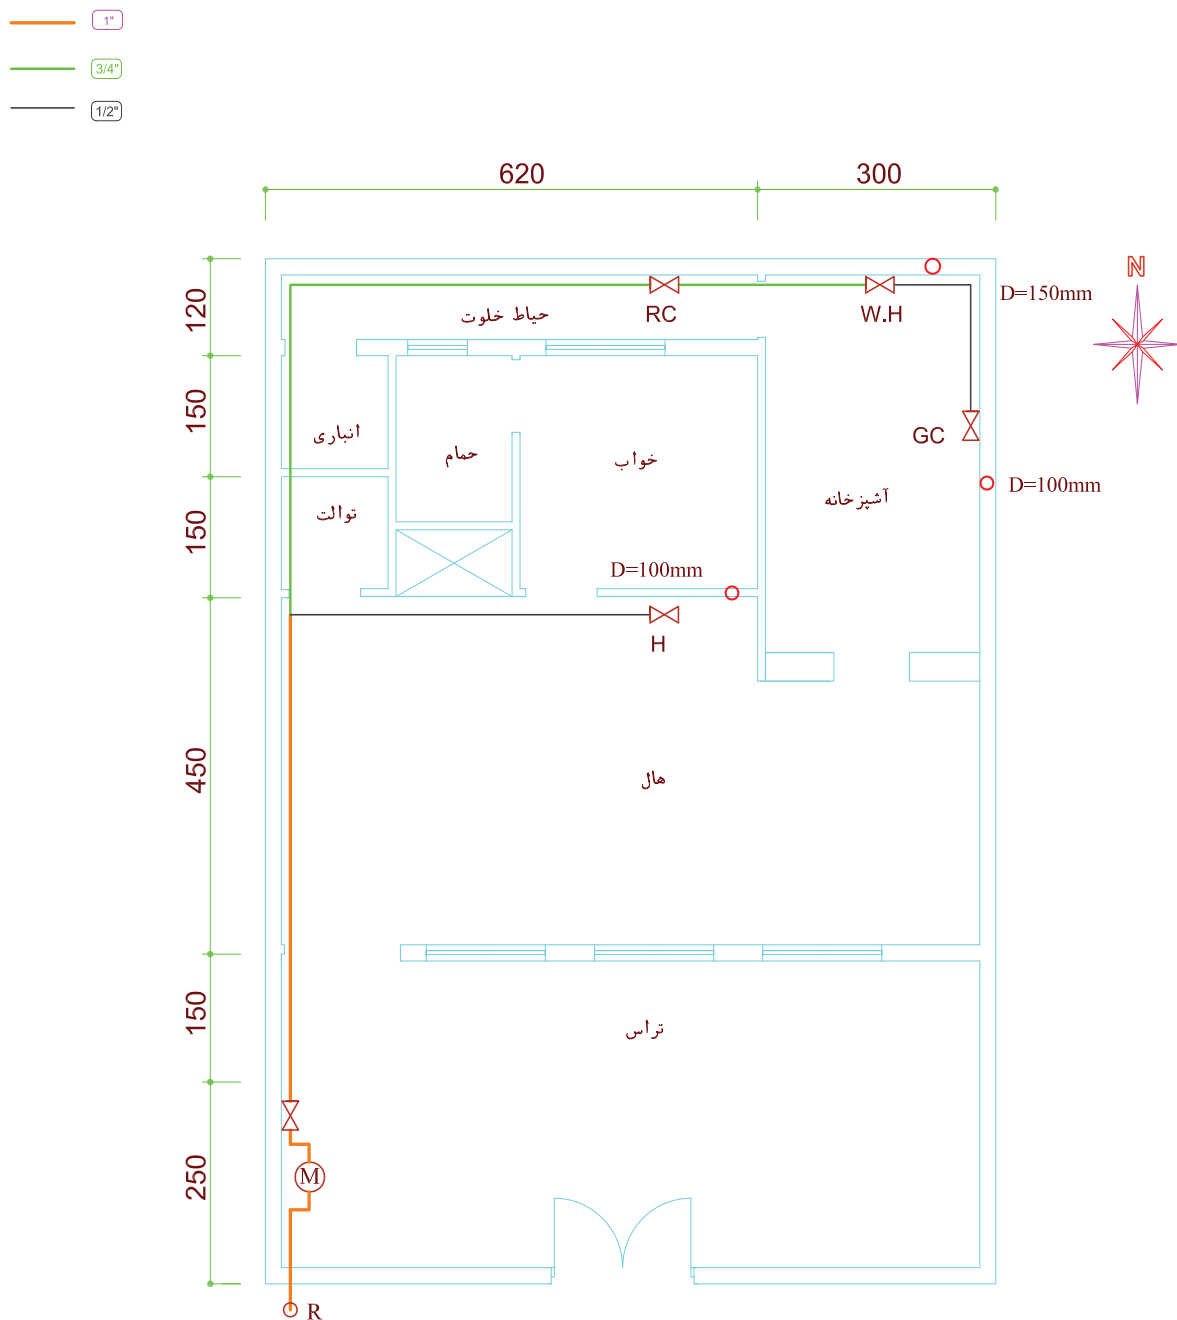 1"
3/4"
1/2"
620
300
N
D=150mm
120
حیاط خلوت
RC
W.H
150
انباری
حمام
خواب
GC
آشپزخانه
D=100mm
150
توالت
D=100mm
H
450
هال
150
تراس
250
M
R